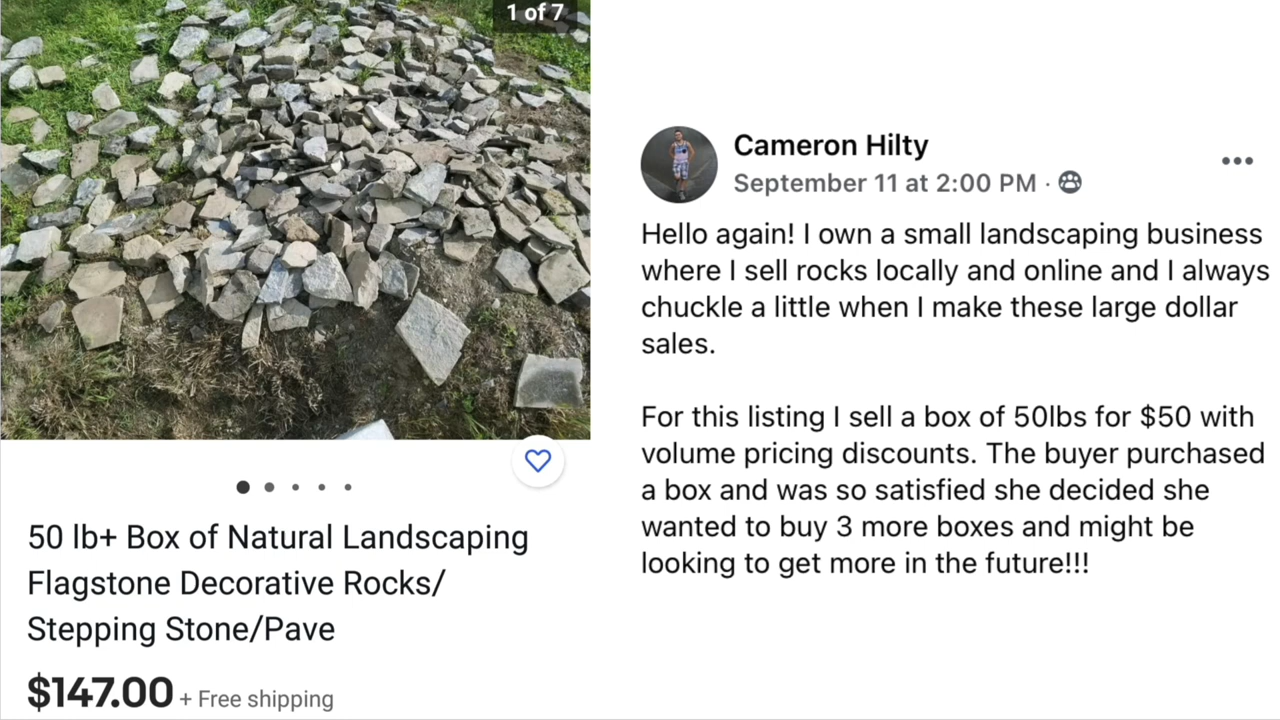 1 of 7
50 lb+ Box of Natural Landscaping
Flagstone Decorative Rocks/
Stepping Stone/Pave
$147.00 + Free shipping
Cameron Hilty
September 11 at 2:00 PM ·
Hello again! I own a small landscaping business
where I sell rocks locally and online and I always
chuckle a little when I make these large dollar
sales.
For this listing I sell a box of 50lbs for $50 with
volume pricing discounts. The buyer purchased
a box and was so satisfied she decided she
wanted to buy 3 more boxes and might be
looking to get more in the future!!!